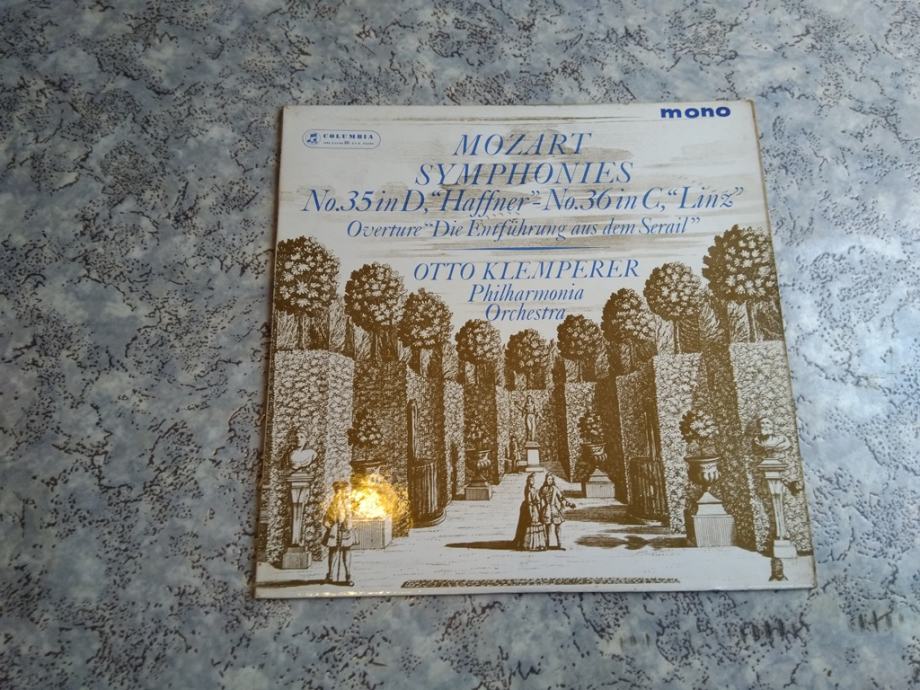 mono
COLUMBIA
MOZART
SYMPHONIES
No.35 in D, “Haffner”- No.36 in C, “Linz”
Overture “Die Entführung aus dem Serail”
OTTO KLEMPERER
Philharmonia
Orchestra